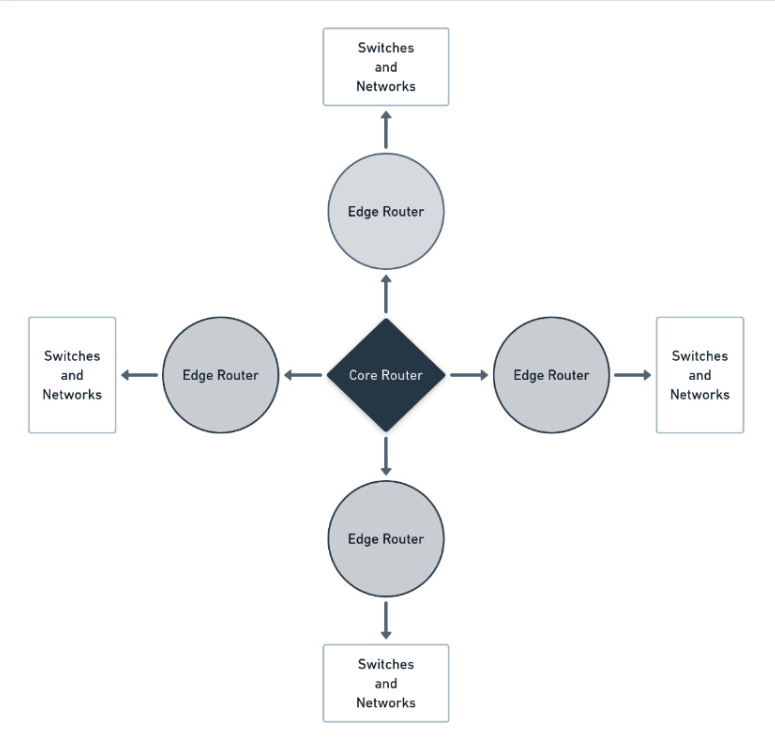 Switches
and
Networks
Edge Router
Switches
and
Networks
Edge Router
Core Router
Edge Router
Switches
and
Networks
Edge Router
Switches
and
Networks